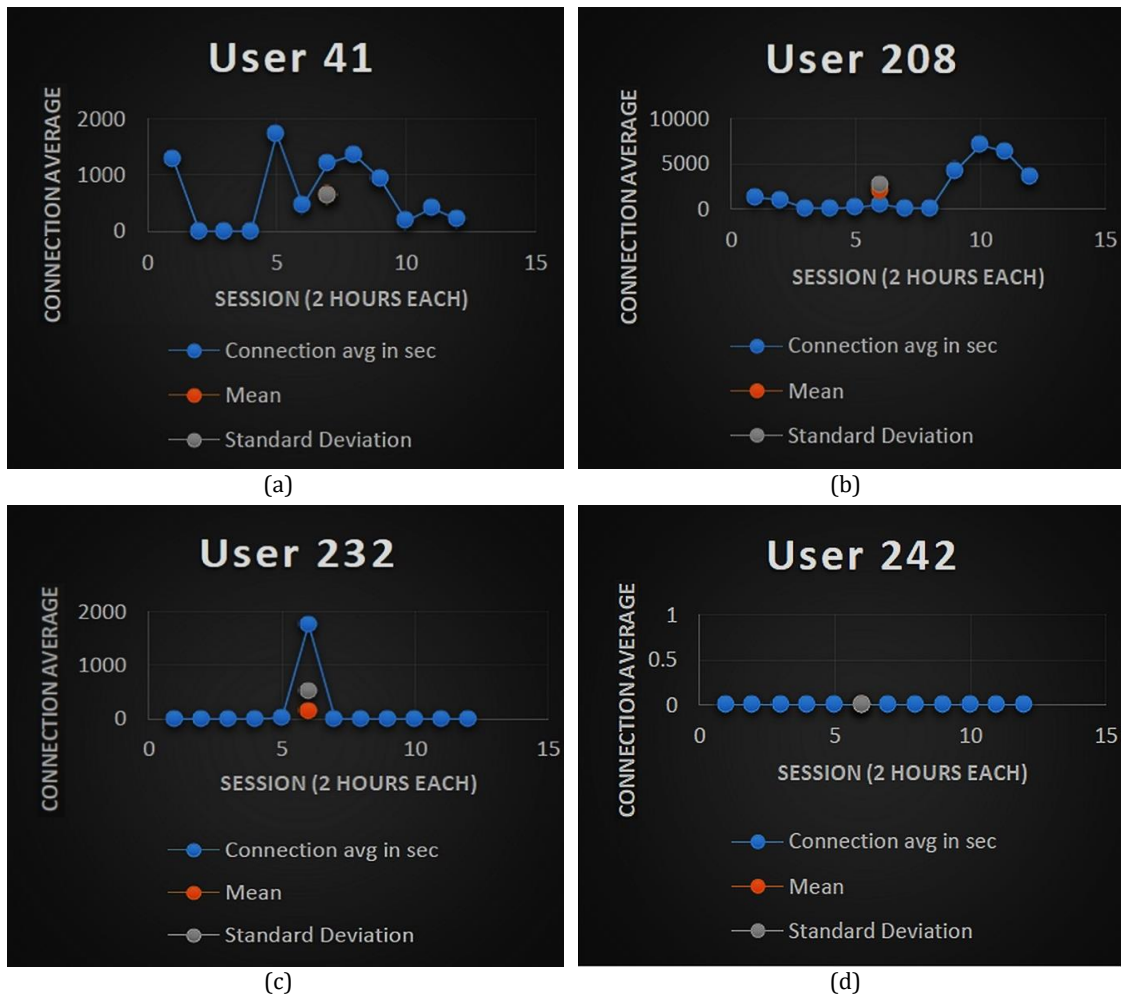 User 41
CONNECTION AVERAGE
2000
1000
0
0 5 10 15
SESSION (2 HOURS EACH)
Connection avg in sec
Mean
Standard Deviation
(a)
User 208
CONNECTION AVERAGE
10000
5000
0
0 5 10 15
SESSION (2 HOURS EACH)
Connection avg in sec
Mean
Standard Deviation
(b)
User 232
CONNECTION AVERAGE
2000
1000
0
0 5 10 15
SESSION (2 HOURS EACH)
Connection avg in sec
Mean
Standard Deviation
(c)
User 242
CONNECTION AVERAGE
1
0.5
0
0 5 10 15
SESSION (2 HOURS EACH)
Connection avg in sec
Mean
Standard Deviation
(d)